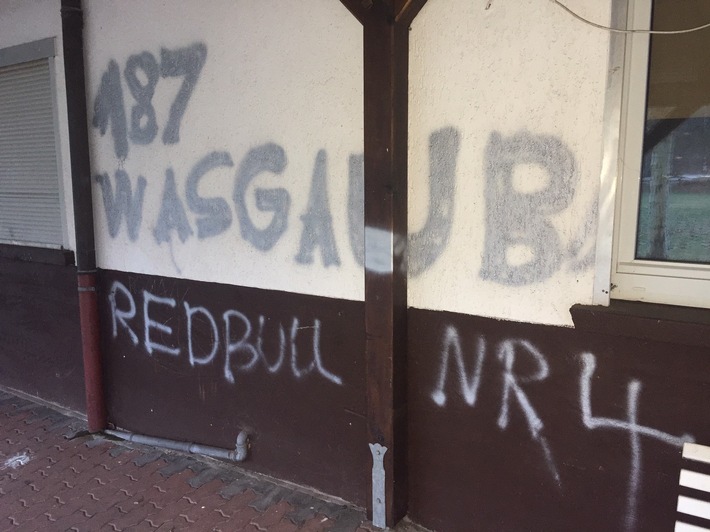 187
WASGAUB
REDBULL
NR4